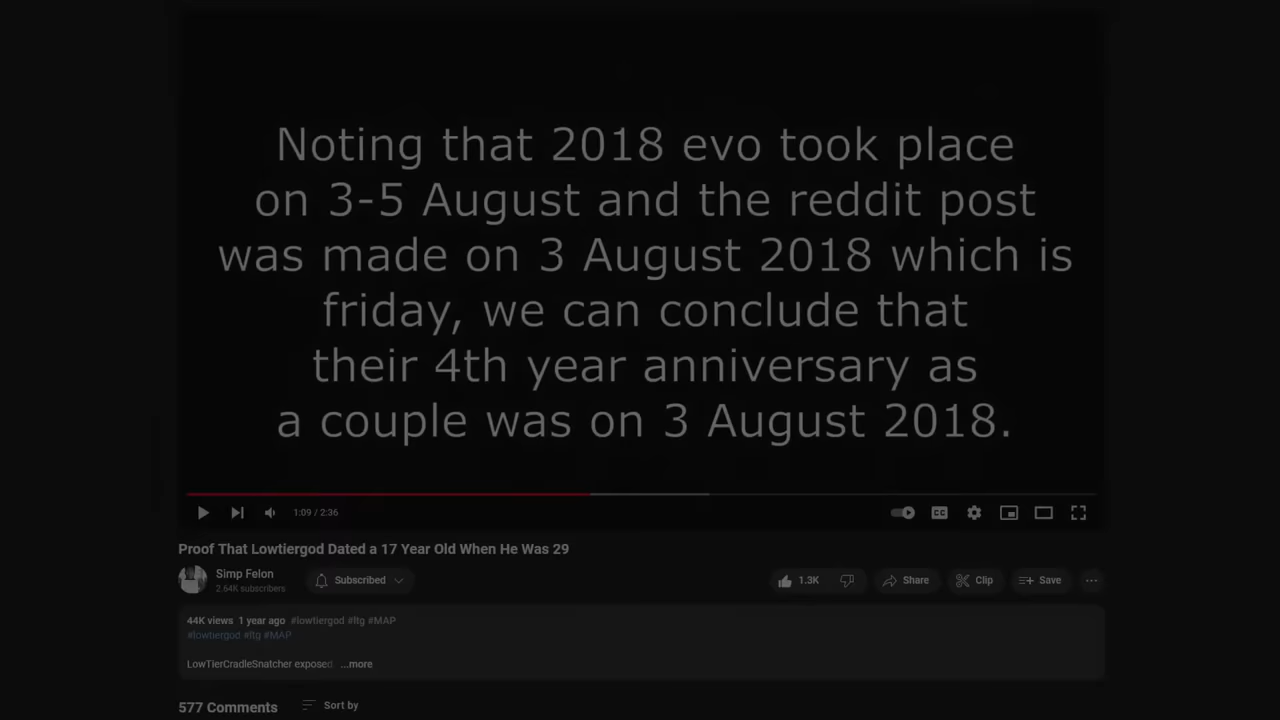 Noting that 2018 evo took place
on 3-5 August and the reddit post
was made on 3 August 2018 which is
friday, we can conclude that
their 4th year anniversary as
a couple was on 3 August 2018.
1:09 / 2:36
CC
Proof That Lowtiergod Dated a 17 Year Old When He Was 29
Simp Felon
2.64K subscribers
Subscribed
1.3K
Share
Clip
Save
44K views 1 year ago #lowtiergod #ltg #MAP
#lowtiergod #ltg #MAP
LowTierCradleSnatcher exposed ...more
577 Comments
Sort by